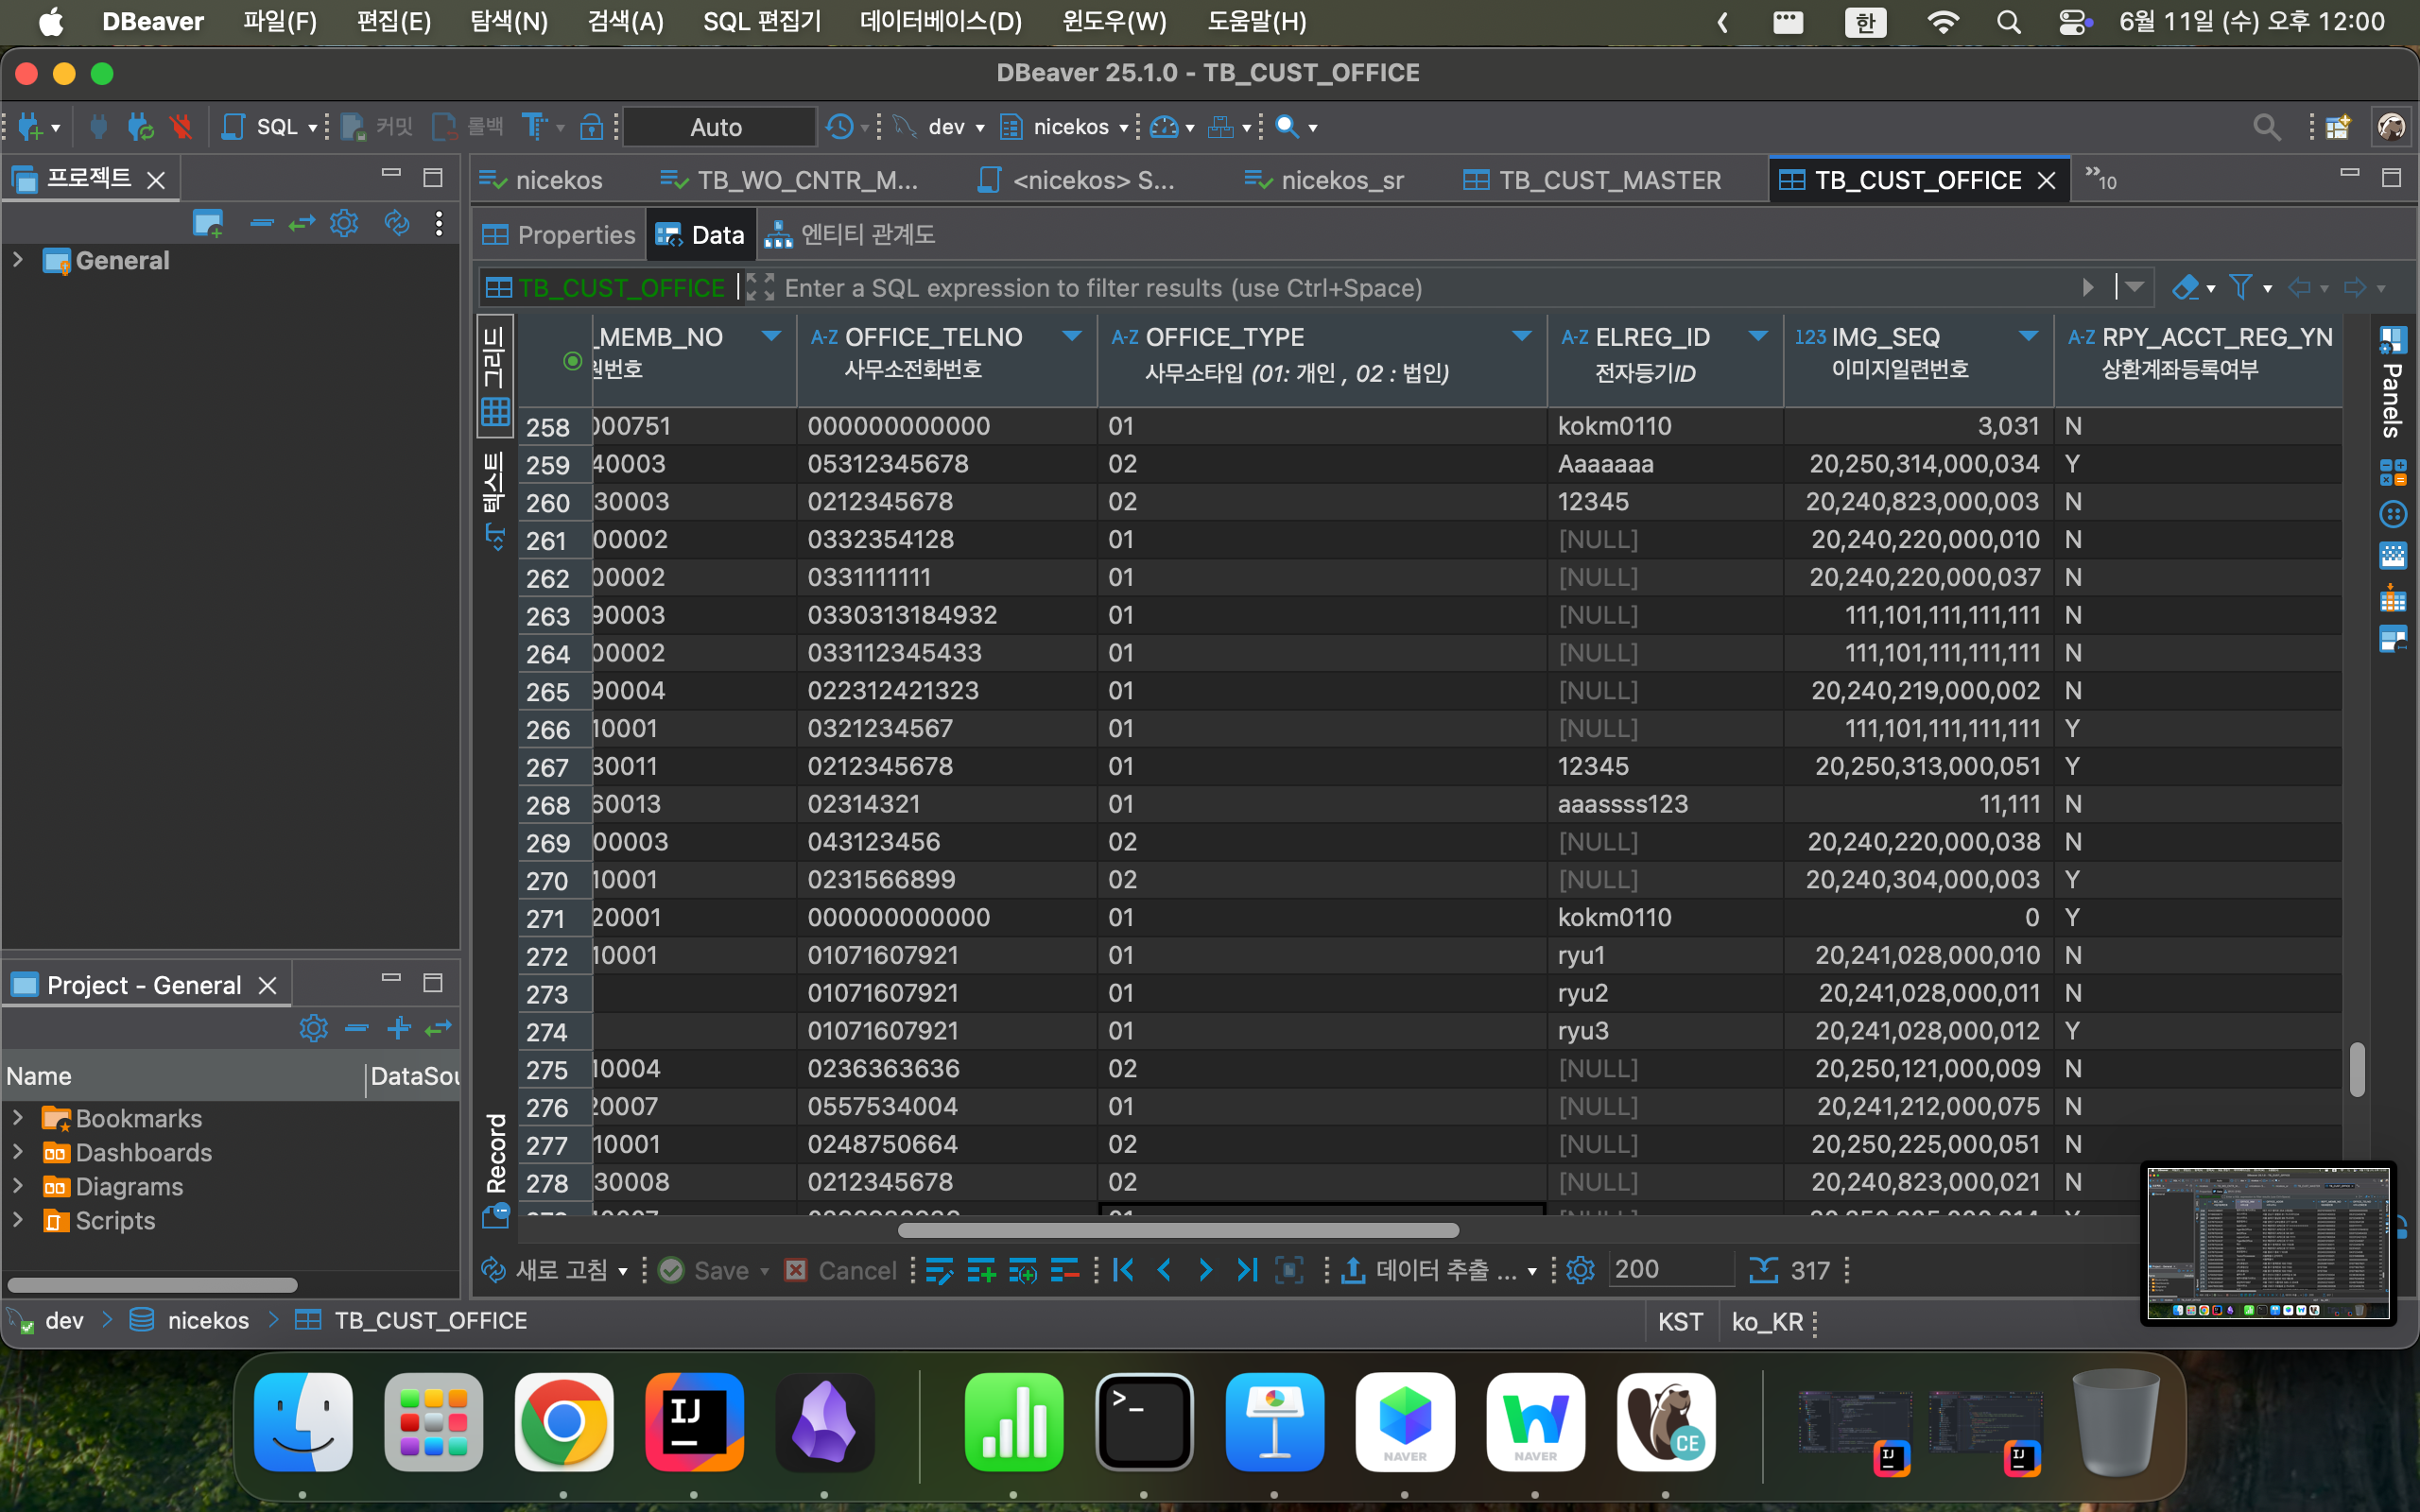 DBeaver 파일(F) 편집(E) 탐색(N) 검색(A) SQL 편집기 데이터베이스(D) 윈도우(W) 도움말(H) 한 6월 11일 (수) 오후 12:00
DBeaver 25.1.0 - TB_CUST_OFFICE
SQL 커밋 롤백 Auto dev nicekos
프로젝트
nicekos TB_WO_CNTR_M... <nicekos> S... nicekos_sr TB_CUST_MASTER TB_CUST_OFFICE »10
Properties Data 엔티티 관계도
General
TB_CUST_OFFICE Enter a SQL expression to filter results (use Ctrl+Space)
그리드
텍스트
Record
Panels
_MEMB_NO A-Z OFFICE_TELNO A-Z OFFICE_TYPE A-Z ELREG_ID 123 IMG_SEQ A-Z RPY_ACCT_REG_YN
원번호 사무소전화번호 사무소타입 (01: 개인 , 02 : 법인) 전자등기ID 이미지일련번호 상환계좌등록여부
258 000751 000000000000 01 kokm0110 3,031 N
259 40003 05312345678 02 Aaaaaaa 20,250,314,000,034 Y
260 30003 0212345678 02 12345 20,240,823,000,003 N
261 00002 0332354128 01 [NULL] 20,240,220,000,010 N
262 00002 0331111111 01 [NULL] 20,240,220,000,037 N
263 90003 0330313184932 01 [NULL] 111,101,111,111,111 N
264 00002 033112345433 01 [NULL] 111,101,111,111,111 N
265 90004 022312421323 01 [NULL] 20,240,219,000,002 N
266 10001 0321234567 01 [NULL] 111,101,111,111,111 Y
267 30011 0212345678 01 12345 20,250,313,000,051 Y
268 60013 02314321 01 aaassss123 11,111 N
269 00003 043123456 02 [NULL] 20,240,220,000,038 N
270 10001 0231566899 02 [NULL] 20,240,304,000,003 Y
271 20001 000000000000 01 kokm0110 0 Y
272 10001 01071607921 01 ryu1 20,241,028,000,010 N
273 01071607921 01 ryu2 20,241,028,000,011 N
274 01071607921 01 ryu3 20,241,028,000,012 Y
275 10004 0236363636 02 [NULL] 20,250,121,000,009 N
276 20007 0557534004 01 [NULL] 20,241,212,000,075 N
277 10001 0248750664 02 [NULL] 20,250,225,000,051 N
278 30008 0212345678 02 [NULL] 20,240,823,000,021 N
Project - General
Name DataSou
Bookmarks
Dashboards
Diagrams
Scripts
새로 고침 Save Cancel 데이터 추출 ... 200 317
dev nicekos TB_CUST_OFFICE KST ko_KR
IJ >_ NAVER NAVER CE IJ IJ